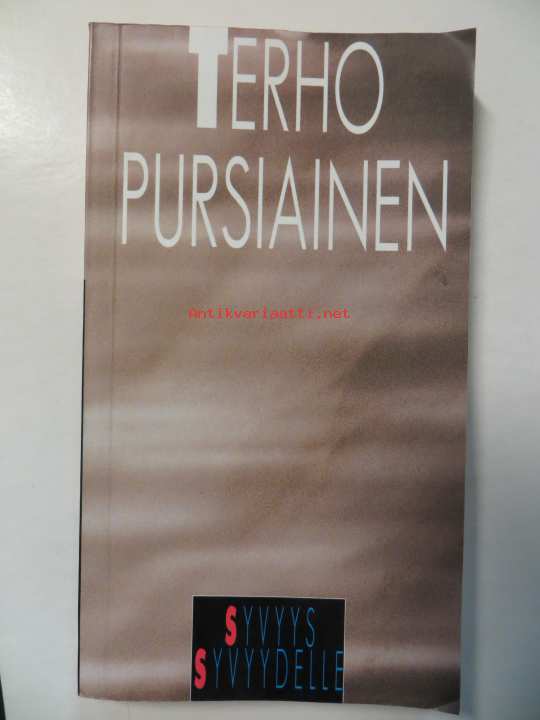 TERHO
PURSIAINEN
Antikvariaatti.net
SYVYYS
SYVYYDELLE